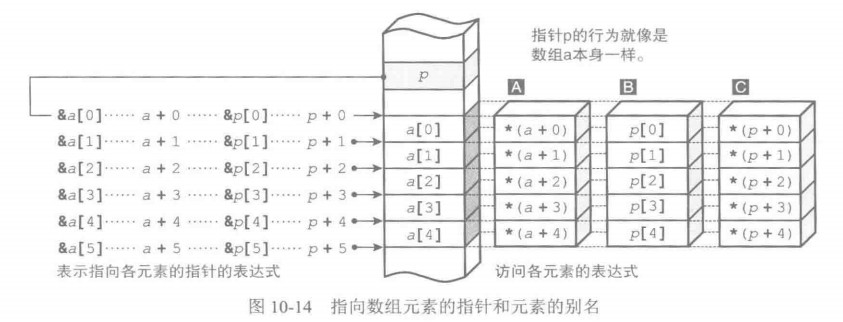 指针p的行为就像是
数组a本身一样。
p
A B C
&a[0]······ a + 0 ······ &p[0]······ p + 0 a[0] *(a + 0) p[0] *(p + 0)
&a[1]······ a + 1 ······ &p[1]······ p + 1 a[1] *(a + 1) p[1] *(p + 1)
&a[2]······ a + 2 ······ &p[2]······ p + 2 a[2] *(a + 2) p[2] *(p + 2)
&a[3]······ a + 3 ······ &p[3]······ p + 3 a[3] *(a + 3) p[3] *(p + 3)
&a[4]······ a + 4 ······ &p[4]······ p + 4 a[4] *(a + 4) p[4] *(p + 4)
&a[5]······ a + 5 ······ &p[5]······ p + 5
表示指向各元素的指针的表达式 访问各元素的表达式
图 10-14 指向数组元素的指针和元素的别名